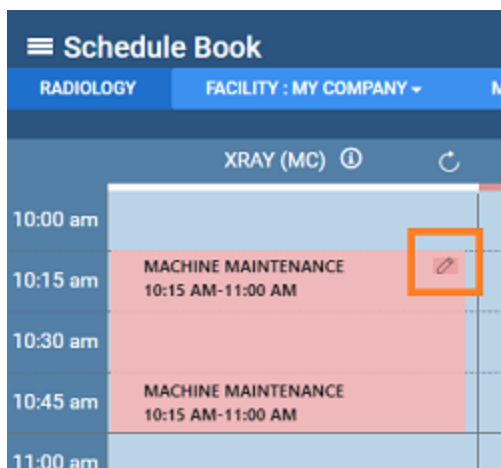 Schedule Book
RADIOLOGY
FACILITY : MY COMPANY
XRAY (MC)
10:00 am
10:15 am
MACHINE MAINTENANCE
10:15 AM-11:00 AM
10:30 am
10:45 am
MACHINE MAINTENANCE
10:15 AM-11:00 AM
11:00 am